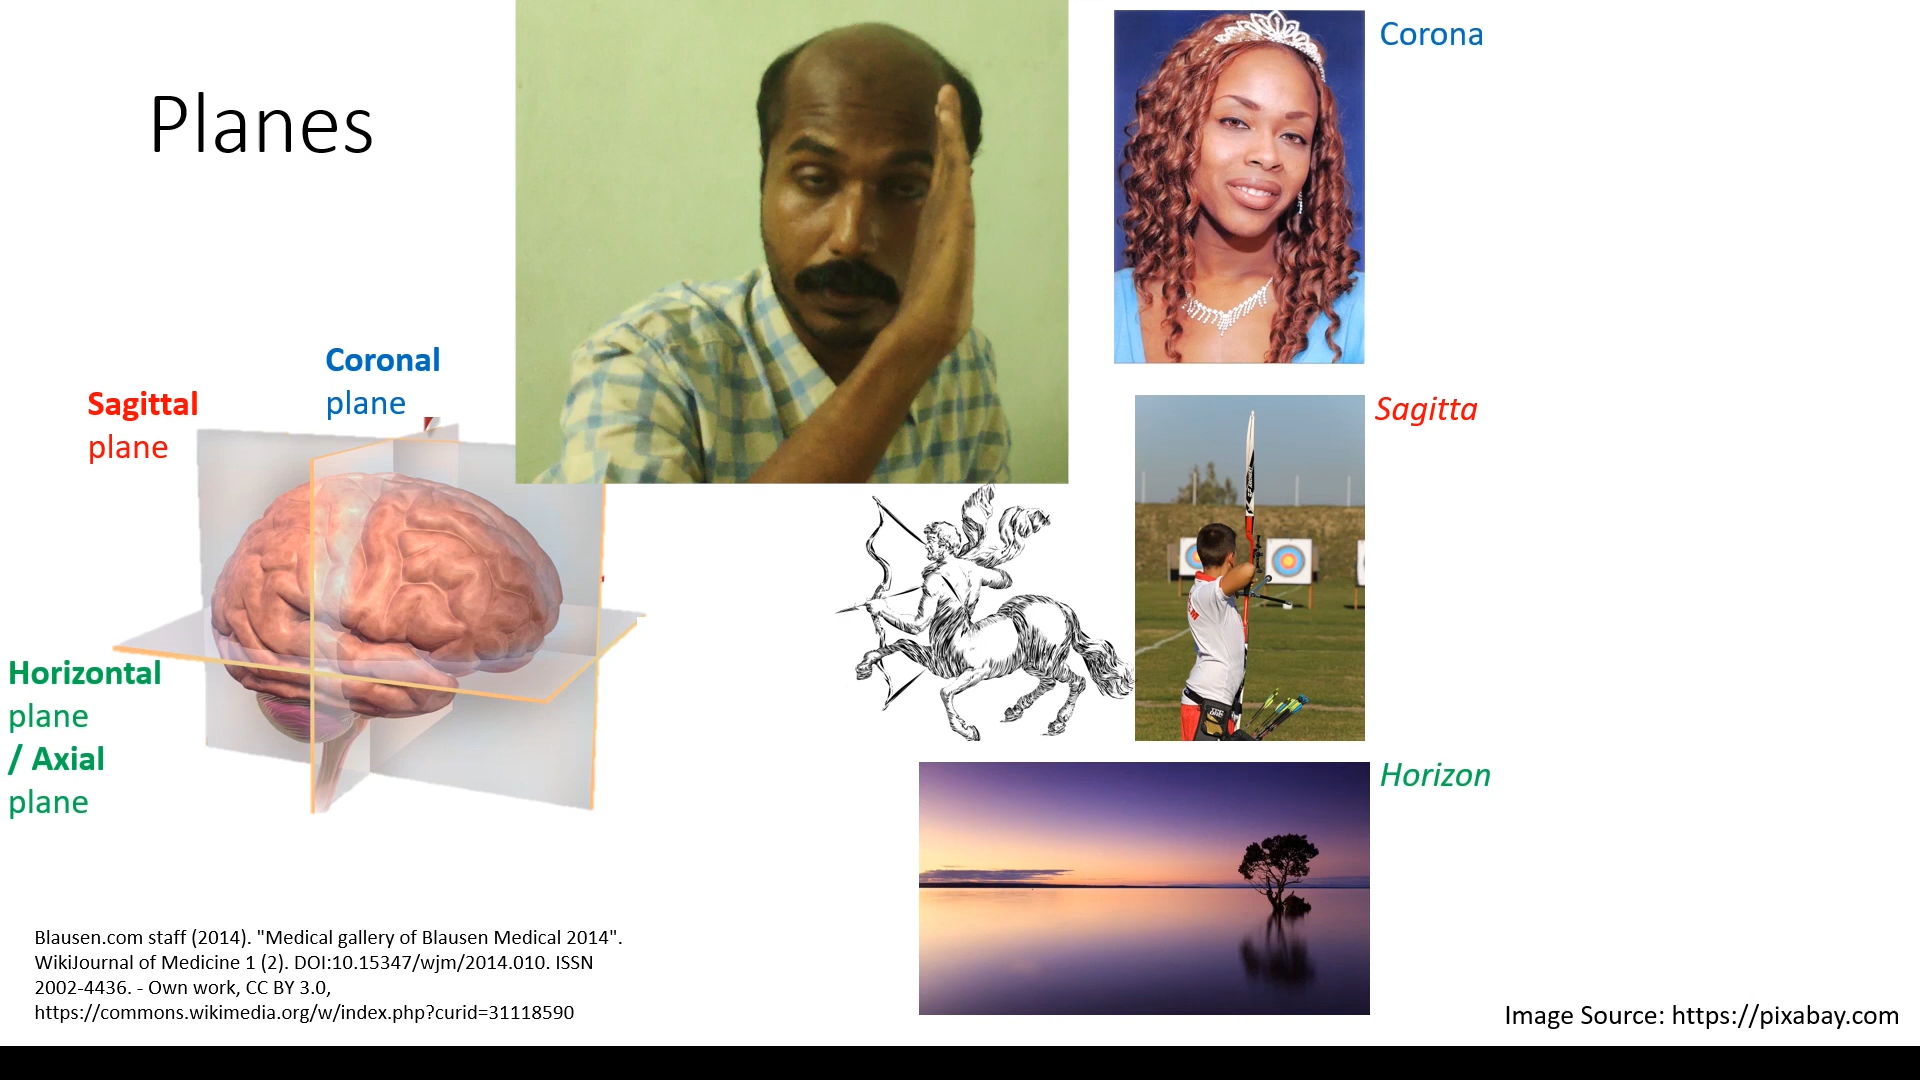 Planes
Corona
Coronal
plane
Sagittal
plane
Sagitta
Horizontal
plane
/ Axial
plane
Horizon
Blausen.com staff (2014). "Medical gallery of Blausen Medical 2014".
WikiJournal of Medicine 1 (2). DOI:10.15347/wjm/2014.010. ISSN
2002-4436. - Own work, CC BY 3.0,
https://commons.wikimedia.org/w/index.php?curid=31118590
Image Source: https://pixabay.com